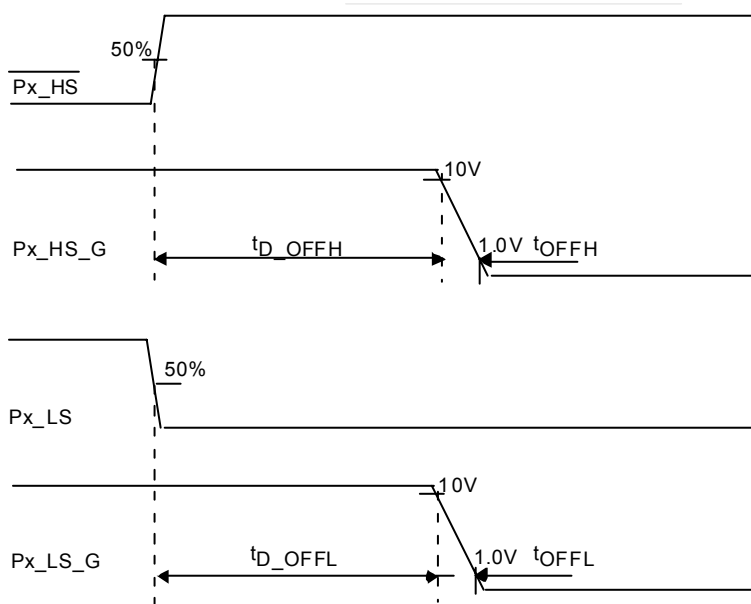 50%
Px_HS
10V
Px_HS_G
tD_OFFH
1.0V tOFFH
50%
Px_LS
10V
Px_LS_G
tD_OFFL
1.0V tOFFL